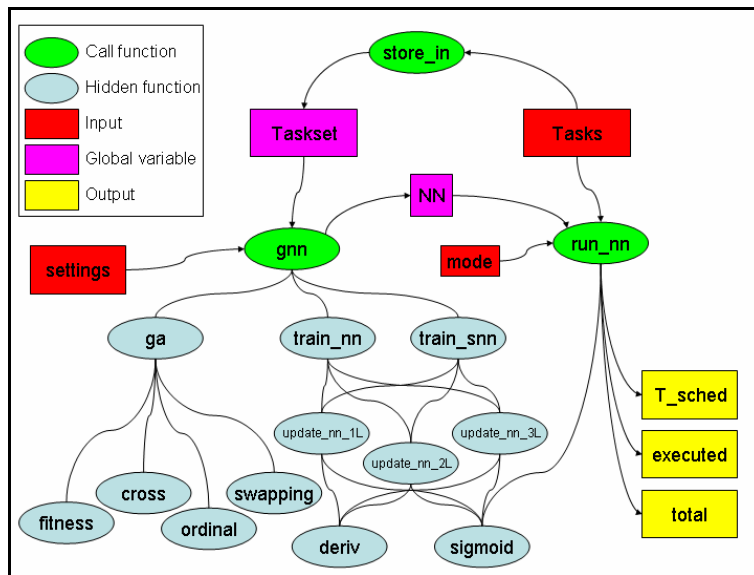 Call function
Hidden function
Input
Global variable
Output
store_in
Taskset
Tasks
NN
gnn
run_nn
settings
mode
ga
train_nn
train_snn
T_sched
update_nn_1L
update_nn_3L
update_nn_2L
executed
cross
swapping
fitness
ordinal
total
deriv
sigmoid